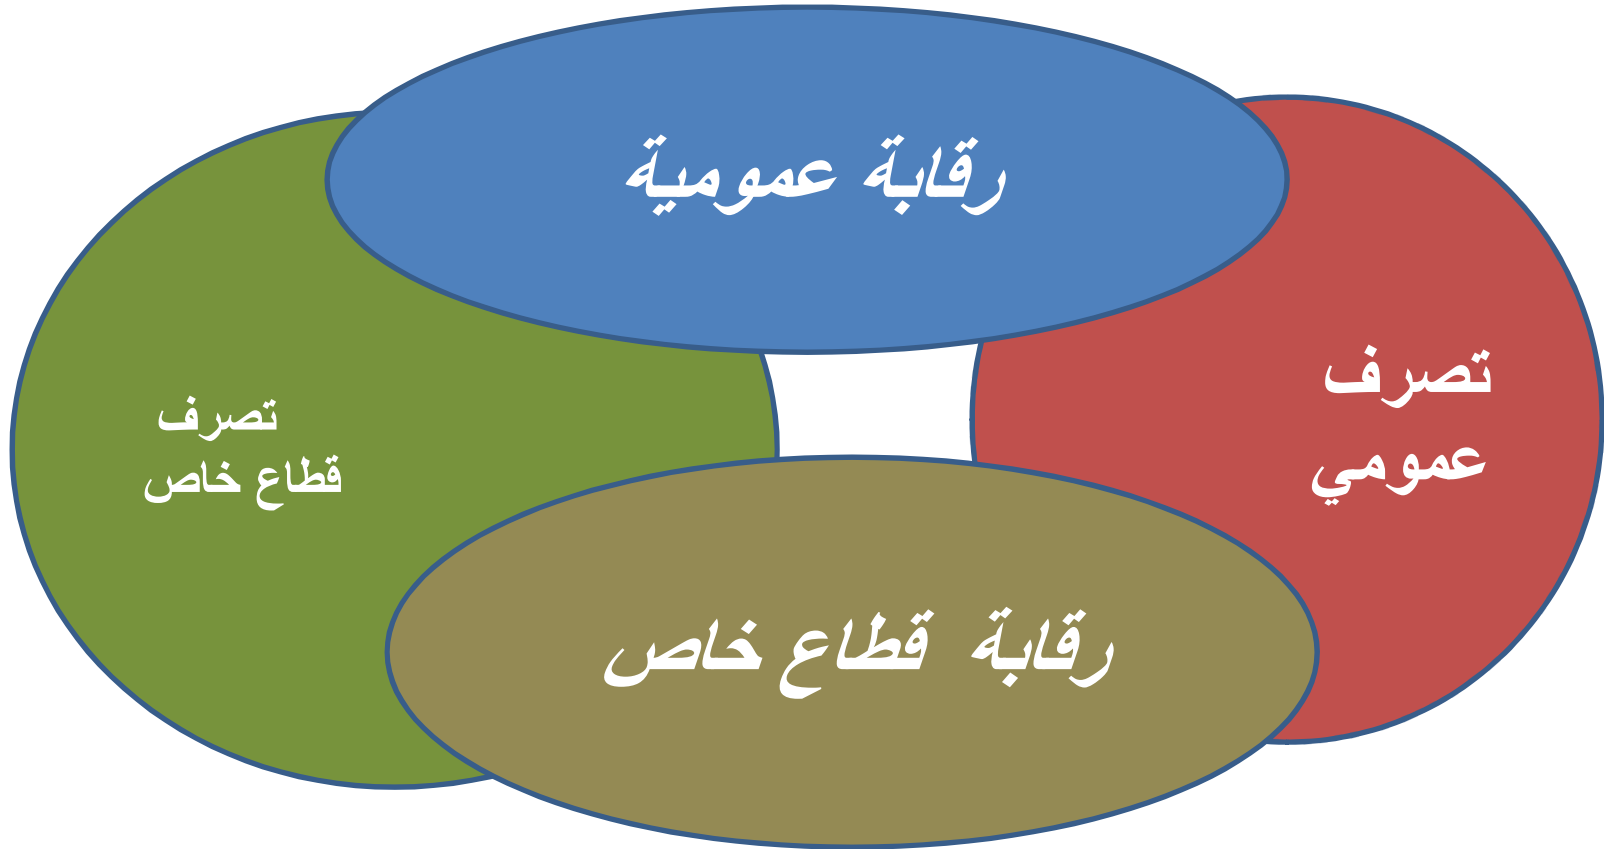 رقابة عمومية
تصرف
عمومي
تصرف
قطاع خاص
رقابة قطاع خاص